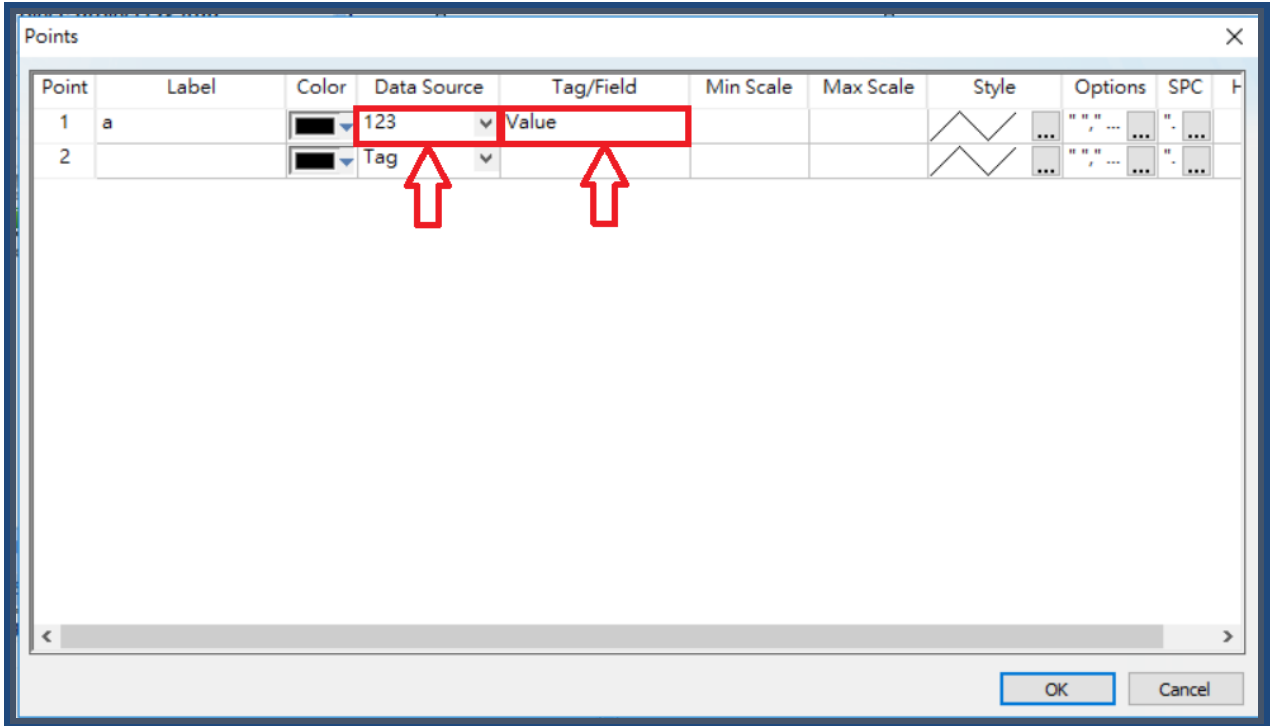 Points
Point Label Color Data Source Tag/Field Min Scale Max Scale Style Options SPC
1 a 123 Value ... " "," ... ... ". ...
2 Tag ... " "," ... ... ". ...
OK Cancel